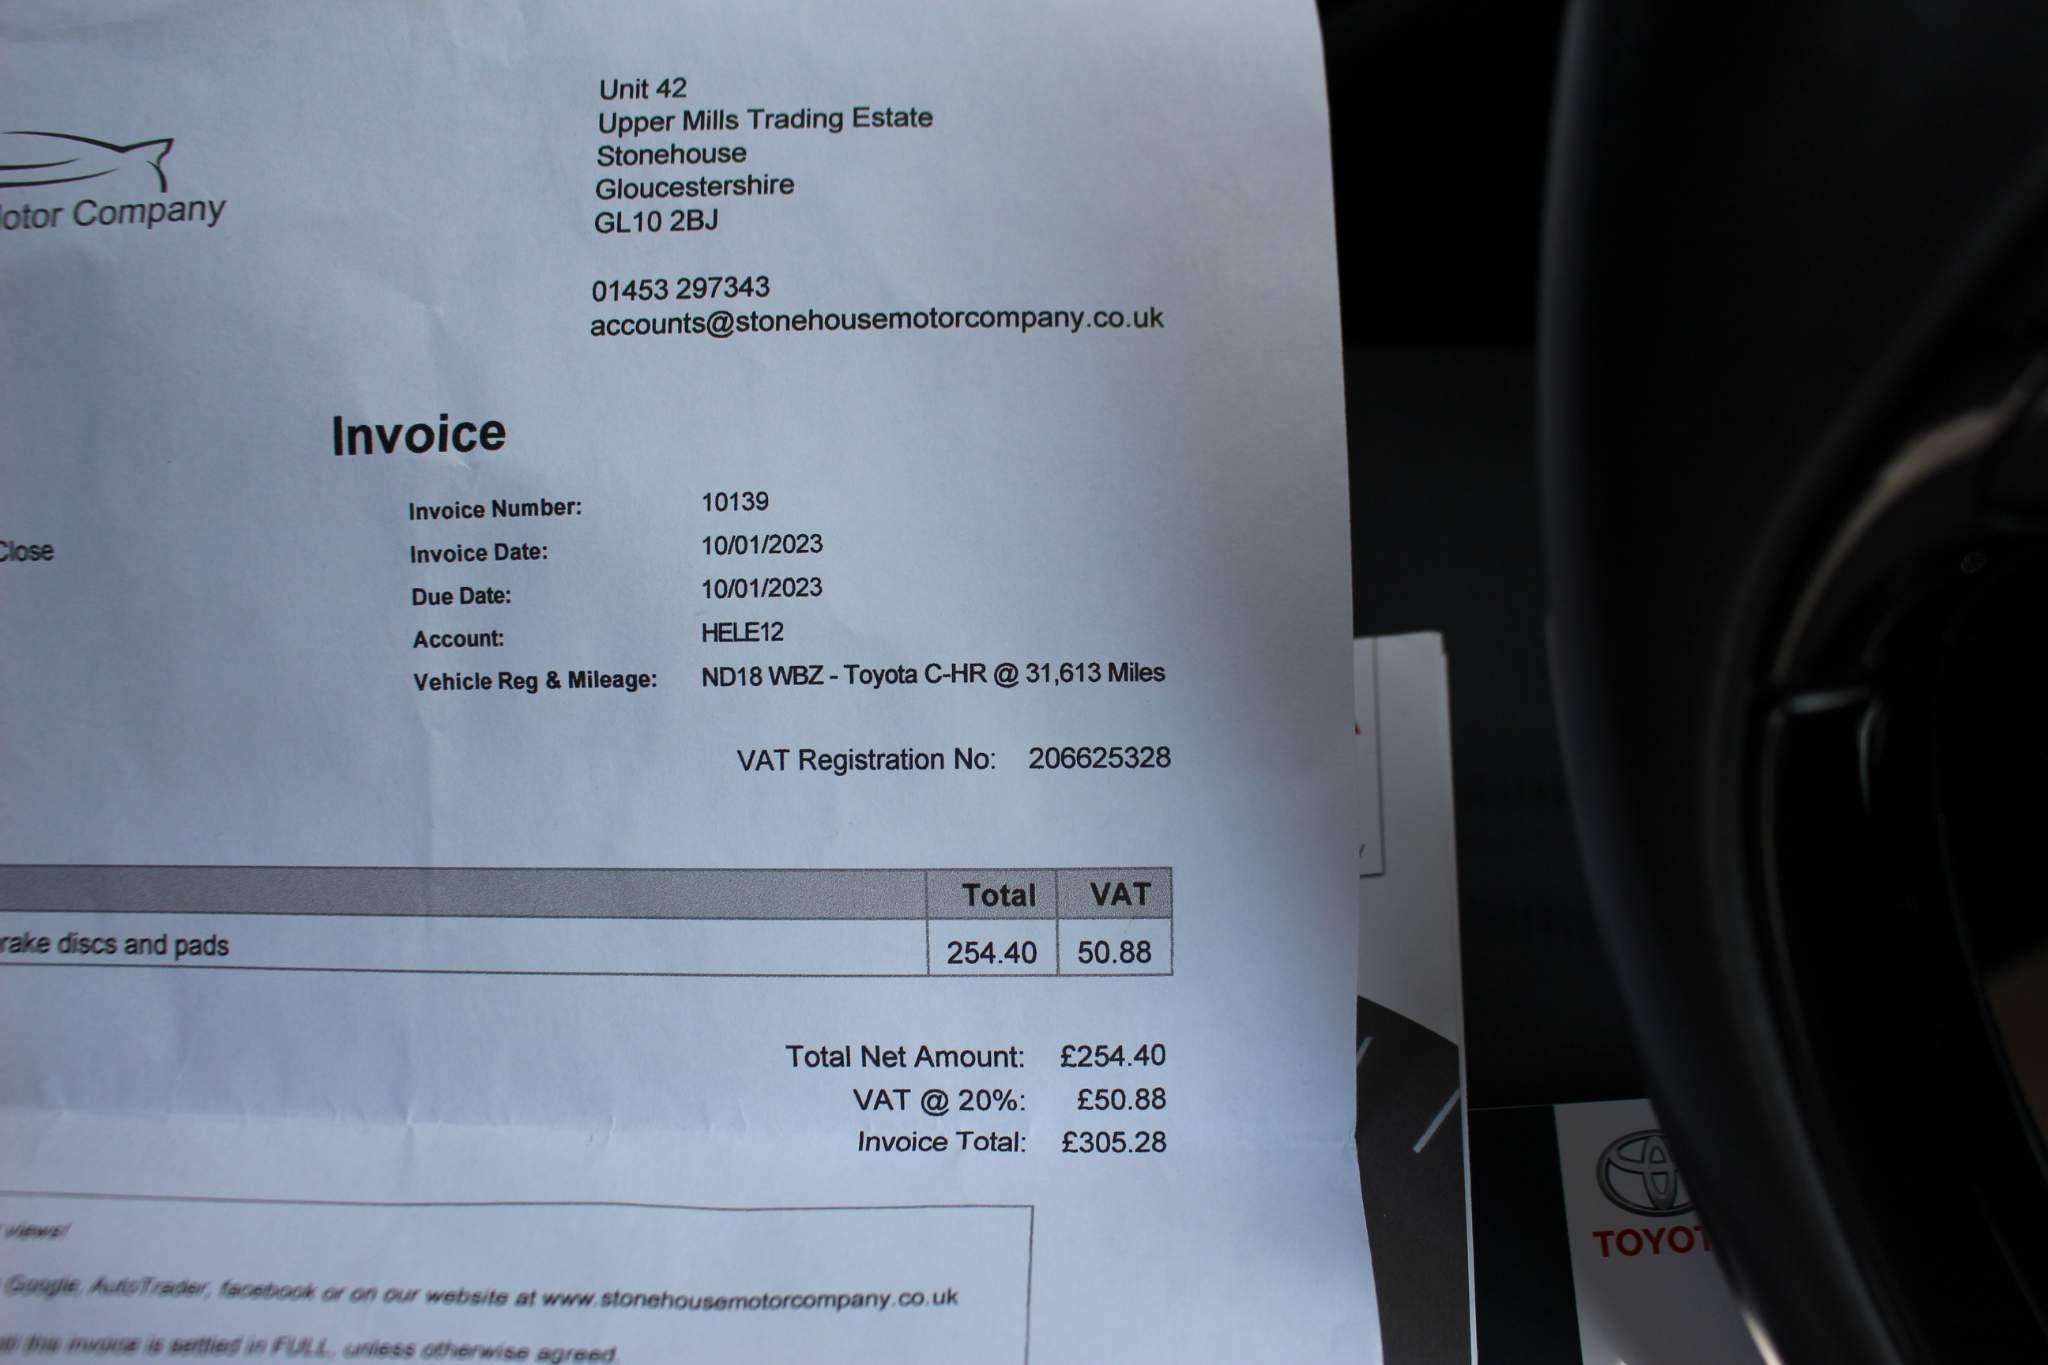 Unit 42
Upper Mills Trading Estate
Stonehouse
Gloucestershire
GL10 2BJ
otor Company
01453 297343
accounts@stonehousemotorcompany.co.uk
Invoice
Invoice Number: 10139
Invoice Date: 10/01/2023
Close
Due Date: 10/01/2023
Account: HELE12
Vehicle Reg & Mileage: ND18 WBZ - Toyota C-HR @ 31,613 Miles
VAT Registration No: 206625328
Total VAT
rake discs and pads 254.40 50.88
Total Net Amount: £254.40
VAT @ 20%: £50.88
Invoice Total: £305.28
views!
Google, AutoTrader, facebook or on our website at www.stonehousemotorcompany.co.uk
this invoice is settled in FULL, unless otherwise agreed.
TOYOT